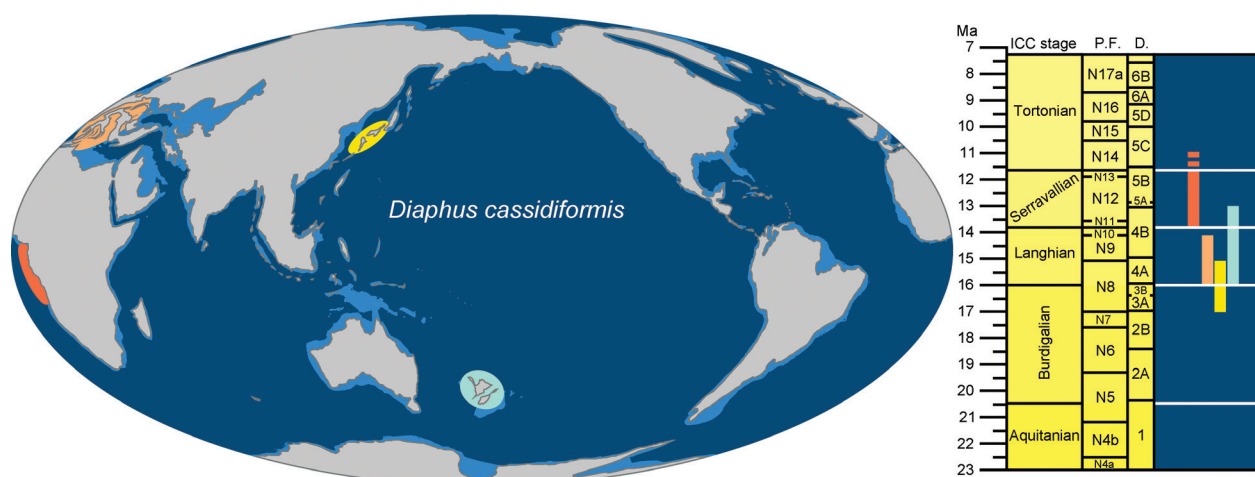 Diaphus cassidiformis
Ma ICC stage P.F. D.
7
8
9
10
11
12
13
14
15
16
17
18
19
20
21
22
23
Tortonian
Serravallian
Langhian
Burdigalian
Aquitanian
N17a
N16
N15
N14
N13
N12
N11
N10
N9
N8
N7
N6
N5
N4b
N4a
6B
6A
5D
5C
5B
5A
4B
4A
3B
3A
2B
2A
1